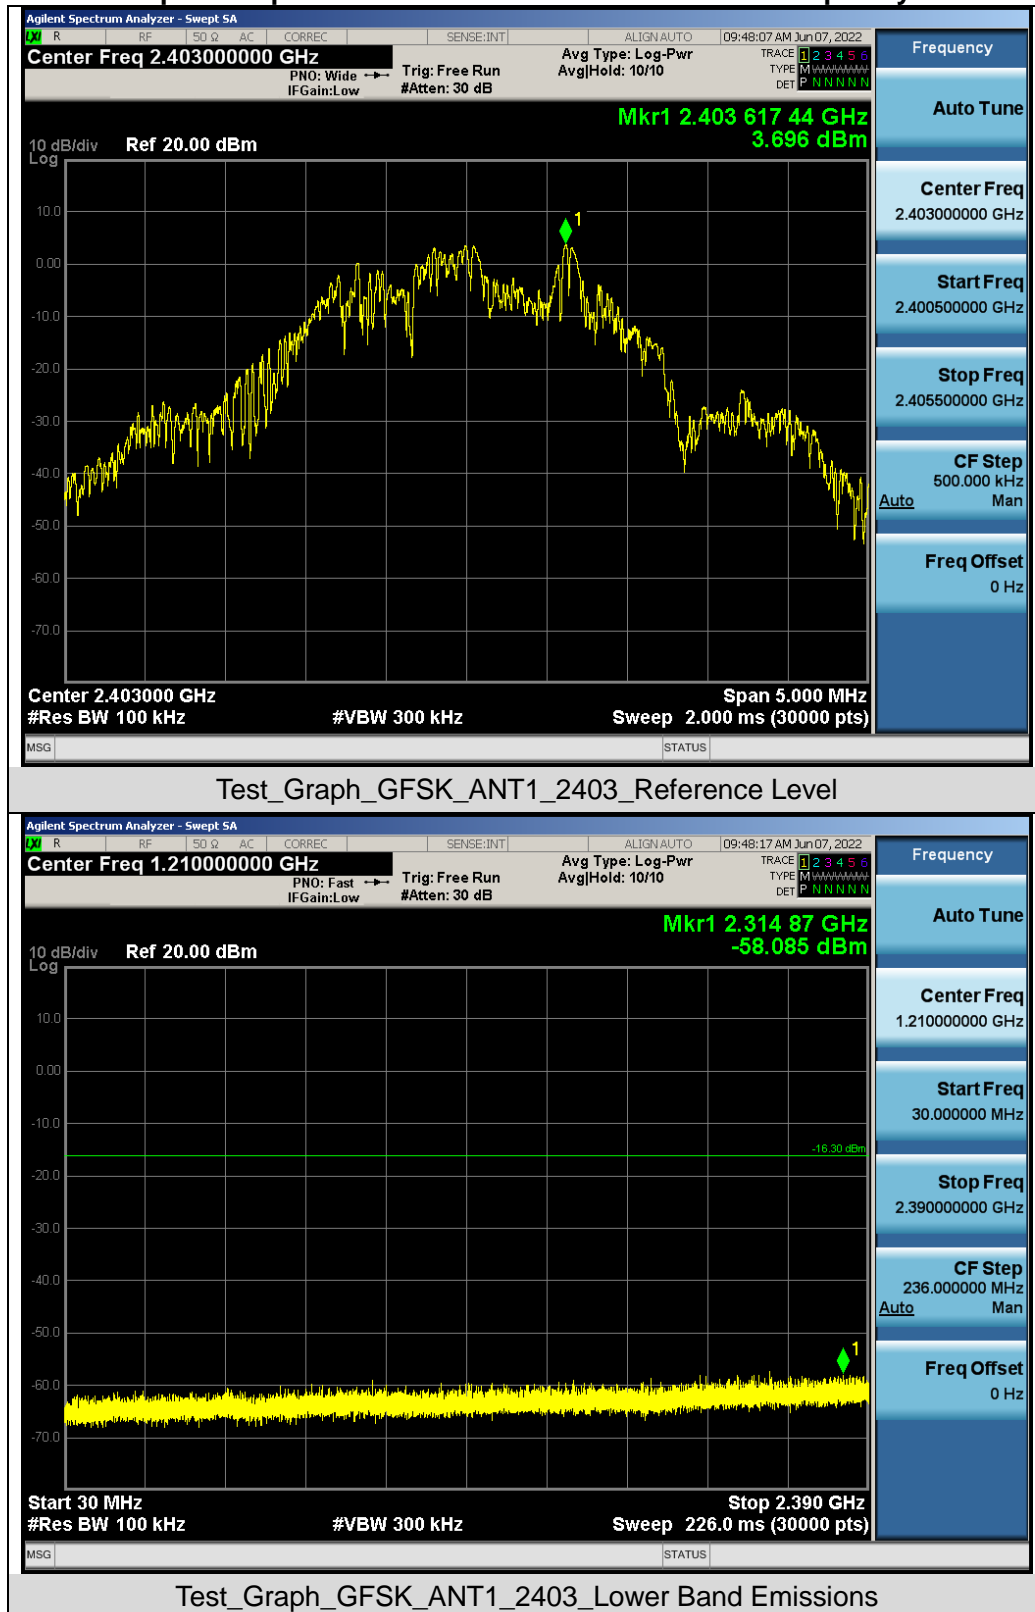 Agilent Spectrum Analyzer - Swept SA
LXI R RF 50 Ω AC CORREC SENSE:INT ALIGN AUTO 09:48:07 AM Jun 07, 2022
Center Freq 2.403000000 GHz
PNO: Wide
IFGain:Low
Trig: Free Run
#Atten: 30 dB
Avg Type: Log-Pwr
Avg|Hold: 10/10
TRACE 1 2 3 4 5 6
TYPE M W W W W W
DET P N N N N N
Mkr1 2.403 617 44 GHz
3.696 dBm
10 dB/div Ref 20.00 dBm
Log
10.0
1
0.00
-10.0
-20.0
-30.0
-40.0
-50.0
-60.0
-70.0
Center 2.403000 GHz Span 5.000 MHz
#Res BW 100 kHz #VBW 300 kHz Sweep 2.000 ms (30000 pts)
MSG STATUS
Frequency
Auto Tune
Center Freq
2.403000000 GHz
Start Freq
2.400500000 GHz
Stop Freq
2.405500000 GHz
CF Step
500.000 kHz
Auto Man
Freq Offset
0 Hz
Test_Graph_GFSK_ANT1_2403_Reference Level
Agilent Spectrum Analyzer - Swept SA
LXI R RF 50 Ω AC CORREC SENSE:INT ALIGN AUTO 09:48:17 AM Jun 07, 2022
Center Freq 1.210000000 GHz
PNO: Fast
IFGain:Low
Trig: Free Run
#Atten: 30 dB
Avg Type: Log-Pwr
Avg|Hold: 10/10
TRACE 1 2 3 4 5 6
TYPE M W W W W W
DET P N N N N N
Mkr1 2.314 87 GHz
-58.085 dBm
10 dB/div Ref 20.00 dBm
Log
10.0
0.00
-10.0
-16.30 dBm
-20.0
-30.0
-40.0
-50.0
1
-60.0
-70.0
Start 30 MHz Stop 2.390 GHz
#Res BW 100 kHz #VBW 300 kHz Sweep 226.0 ms (30000 pts)
MSG STATUS
Frequency
Auto Tune
Center Freq
1.210000000 GHz
Start Freq
30.000000 MHz
Stop Freq
2.390000000 GHz
CF Step
236.000000 MHz
Auto Man
Freq Offset
0 Hz
Test_Graph_GFSK_ANT1_2403_Lower Band Emissions